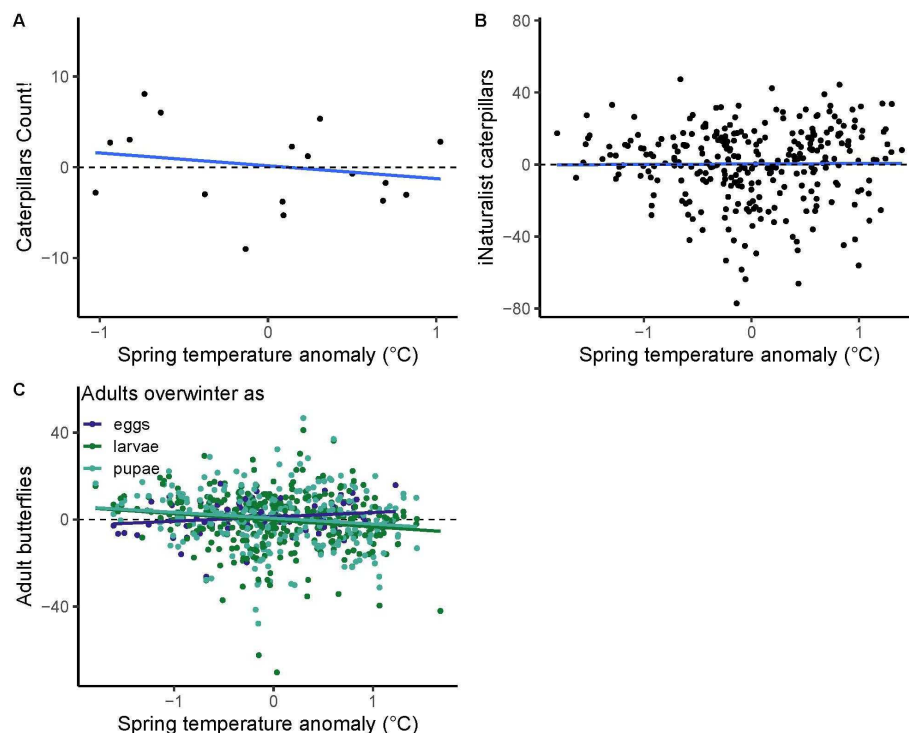 A
Caterpillars Count!
10
0
−10
−1
0
1
Spring temperature anomaly (°C)
B
iNaturalist caterpillars
80
40
0
−40
−80
−1
0
1
Spring temperature anomaly (°C)
C
Adults overwinter as
eggs
larvae
pupae
Adult butterflies
40
0
−40
−1
0
1
Spring temperature anomaly (°C)